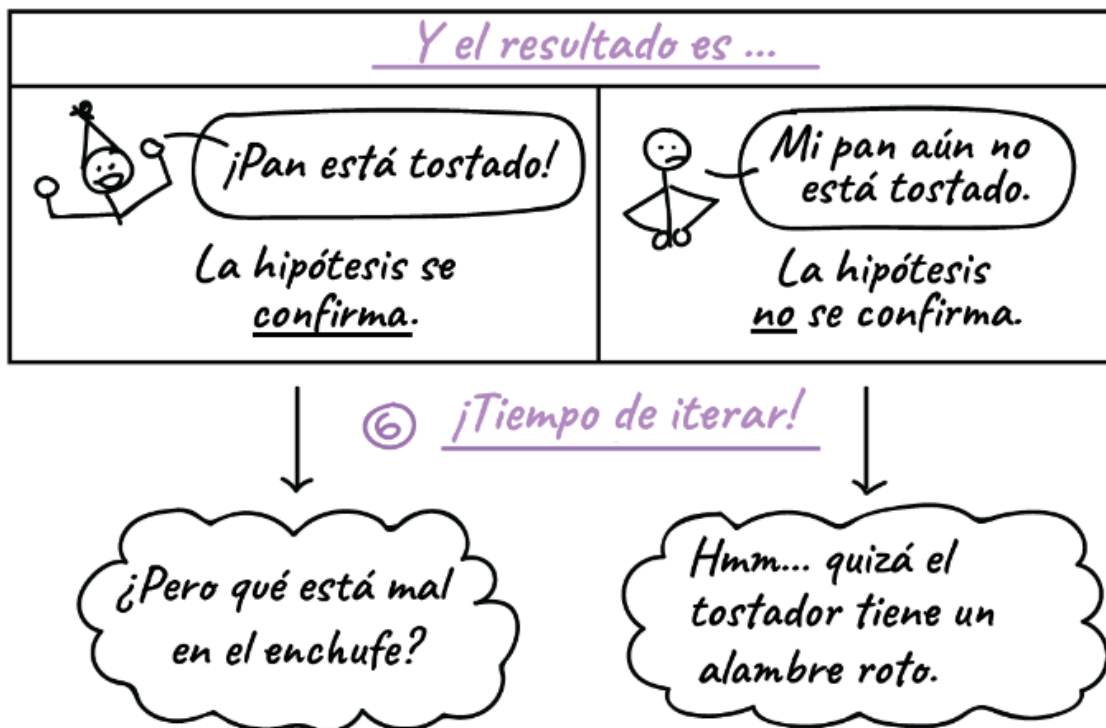 Y el resultado es ...
¡Pan está tostado!
La hipótesis se
confirma.
Mi pan aún no
está tostado.
La hipótesis
no se confirma.
⑥ ¡Tiempo de iterar!
¿Pero qué está mal
en el enchufe?
Hmm... quizá el
tostador tiene un
alambre roto.